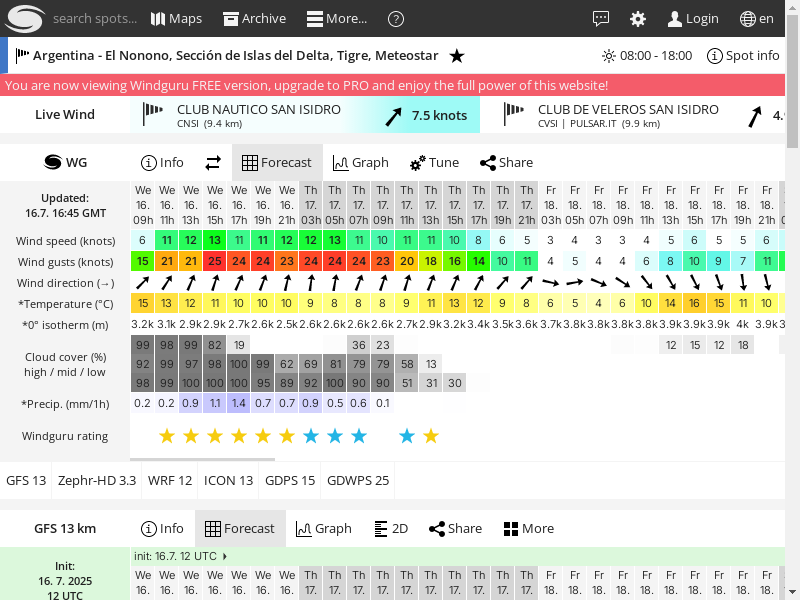 search spots... Maps Archive More... ? Login en
Argentina - El Nonono, Sección de Islas del Delta, Tigre, Meteostar ★ 08:00 - 18:00 Spot info
You are now viewing Windguru FREE version, upgrade to PRO and enjoy the full power of this website!
Live Wind CLUB NAUTICO SAN ISIDRO 7.5 knots CLUB DE VELEROS SAN ISIDRO 4.
CNSI (9.4 km) CVSI | PULSAR.IT (9.9 km)
WG Info Forecast Graph Tune Share
Updated:
16.7. 16:45 GMT
We We We We We We We Th Th Th Th Th Th Th Th Th Th Fr Fr Fr Fr Fr Fr Fr Fr Fr Fr
16. 16. 16. 16. 16. 16. 16. 17. 17. 17. 17. 17. 17. 17. 17. 17. 17. 18. 18. 18. 18. 18. 18. 18. 18. 18. 18.
09h 11h 13h 15h 17h 19h 21h 03h 05h 07h 09h 11h 13h 15h 17h 19h 21h 03h 05h 07h 09h 11h 13h 15h 17h 19h 21h
Wind speed (knots) 6 11 12 13 11 11 12 12 13 11 10 11 11 10 8 6 5 3 4 3 3 4 5 6 5 5 6
Wind gusts (knots) 15 21 21 25 24 24 23 24 24 24 23 20 18 16 14 10 11 4 5 4 4 6 8 10 9 7 11
Wind direction (→)
*Temperature (°C) 15 13 12 11 10 10 10 9 8 8 8 9 11 13 12 9 8 6 5 4 6 10 14 16 15 11 10
*0° isotherm (m) 3.2k 3.1k 2.9k 2.9k 2.7k 2.6k 2.5k 2.6k 2.6k 2.6k 2.6k 2.7k 2.9k 3.2k 3.4k 3.5k 3.6k 3.7k 3.8k 3.8k 3.8k 3.8k 3.9k 3.9k 3.9k 4k 3.9k
Cloud cover (%)
high / mid / low
99 98 99 82 19 36 23 12 15 12 18
92 99 97 98 100 99 62 69 81 79 79 58 13
98 99 100 100 100 95 89 92 100 90 90 51 31 30
*Precip. (mm/1h) 0.2 0.2 0.9 1.1 1.4 0.7 0.7 0.9 0.5 0.6 0.1
Windguru rating
GFS 13 Zephr-HD 3.3 WRF 12 ICON 13 GDPS 15 GDWPS 25
GFS 13 km Info Forecast Graph 2D Share More
init: 16.7. 12 UTC
Init:
16. 7. 2025
12 UTC
We We We We We We We Th Th Th Th Th Th Th Th Th Th Fr Fr Fr Fr Fr Fr Fr Fr Fr Fr
16. 16. 16. 16. 16. 16. 16. 17. 17. 17. 17. 17. 17. 17. 17. 17. 17. 18. 18. 18. 18. 18. 18. 18. 18. 18. 18.